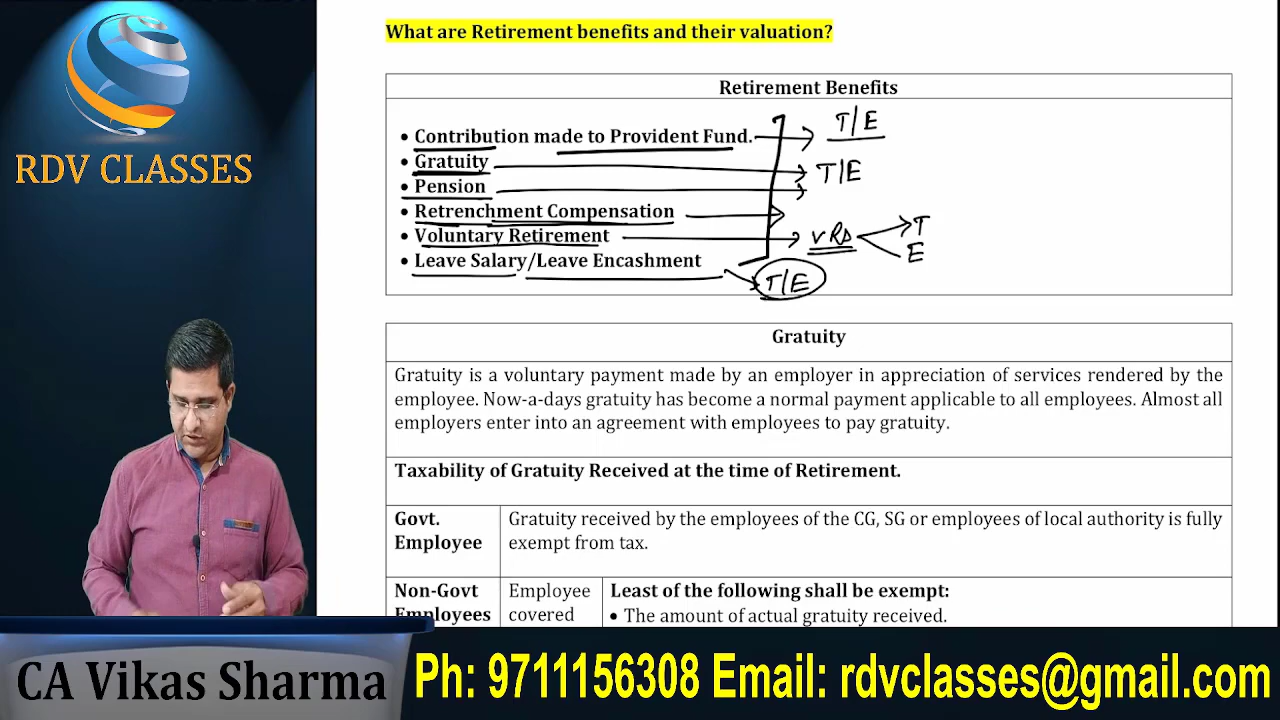 What are Retirement benefits and their valuation?
Retirement Benefits
• Contribution made to Provident Fund. T/E
• Gratuity T/E
• Pension
• Retrenchment Compensation
• Voluntary Retirement VRS T
E
• Leave Salary/Leave Encashment T/E
RDV CLASSES
Gratuity
Gratuity is a voluntary payment made by an employer in appreciation of services rendered by the
employee. Now-a-days gratuity has become a normal payment applicable to all employees. Almost all
employers enter into an agreement with employees to pay gratuity.
Taxability of Gratuity Received at the time of Retirement.
Govt. Gratuity received by the employees of the CG, SG or employees of local authority is fully
Employee exempt from tax.
Non-Govt Employee Least of the following shall be exempt:
Employees covered • The amount of actual gratuity received.
CA Vikas Sharma Ph: 9711156308 Email: rdvclasses@gmail.com